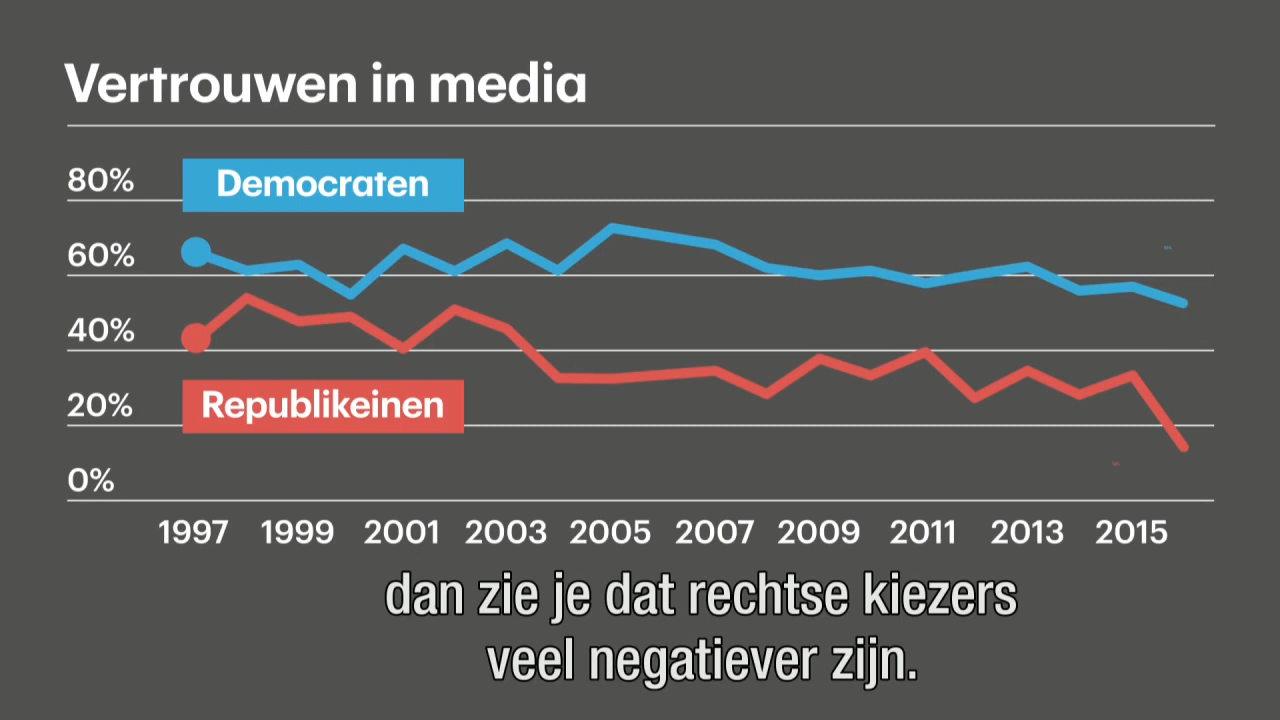 Vertrouwen in media
80%
Democraten
60%
40%
Republikeinen
20%
0%
1997 1999 2001 2003 2005 2007 2009 2011 2013 2015
dan zie je dat rechtse kiezers
veel negatiever zijn.